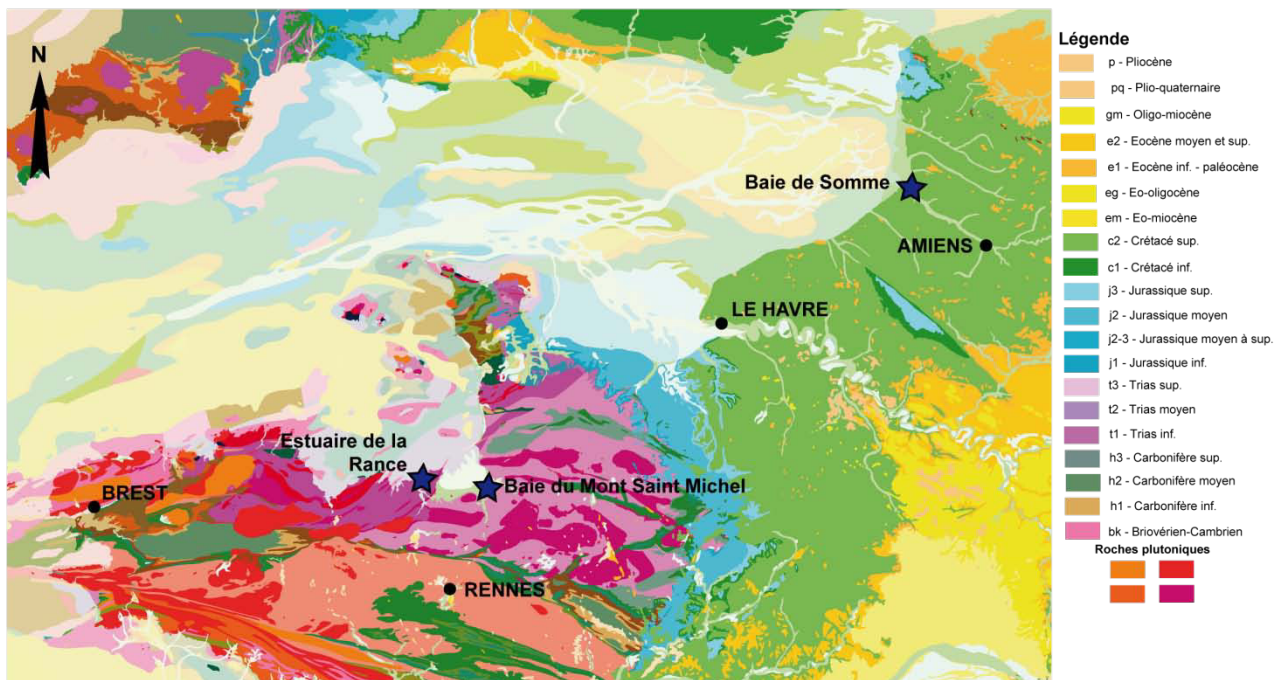 N
Baie de Somme
AMIENS
LE HAVRE
Estuaire de la
Rance
Baie du Mont Saint Michel
BREST
RENNES
Légende
p - Pliocène
pq - Plio-quaternaire
gm - Oligo-miocène
e2 - Eocène moyen et sup.
e1 - Eocène inf. - paléocène
eg - Eo-oligocène
em - Eo-miocène
c2 - Crétacé sup.
c1 - Crétacé inf.
j3 - Jurassique sup.
j2 - Jurassique moyen
j2-3 - Jurassique moyen à sup.
j1 - Jurassique inf.
t3 - Trias sup.
t2 - Trias moyen
t1 - Trias inf.
h3 - Carbonifère sup.
h2 - Carbonifère moyen
h1 - Carbonifère inf.
bk - Briovérien-Cambrien
Roches plutoniques